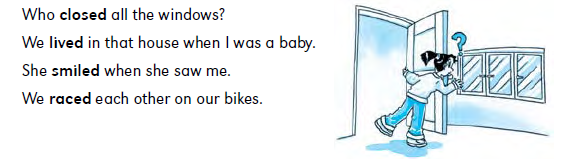 Who closed all the windows?
We lived in that house when I was a baby.
She smiled when she saw me.
We raced each other on our bikes.
?